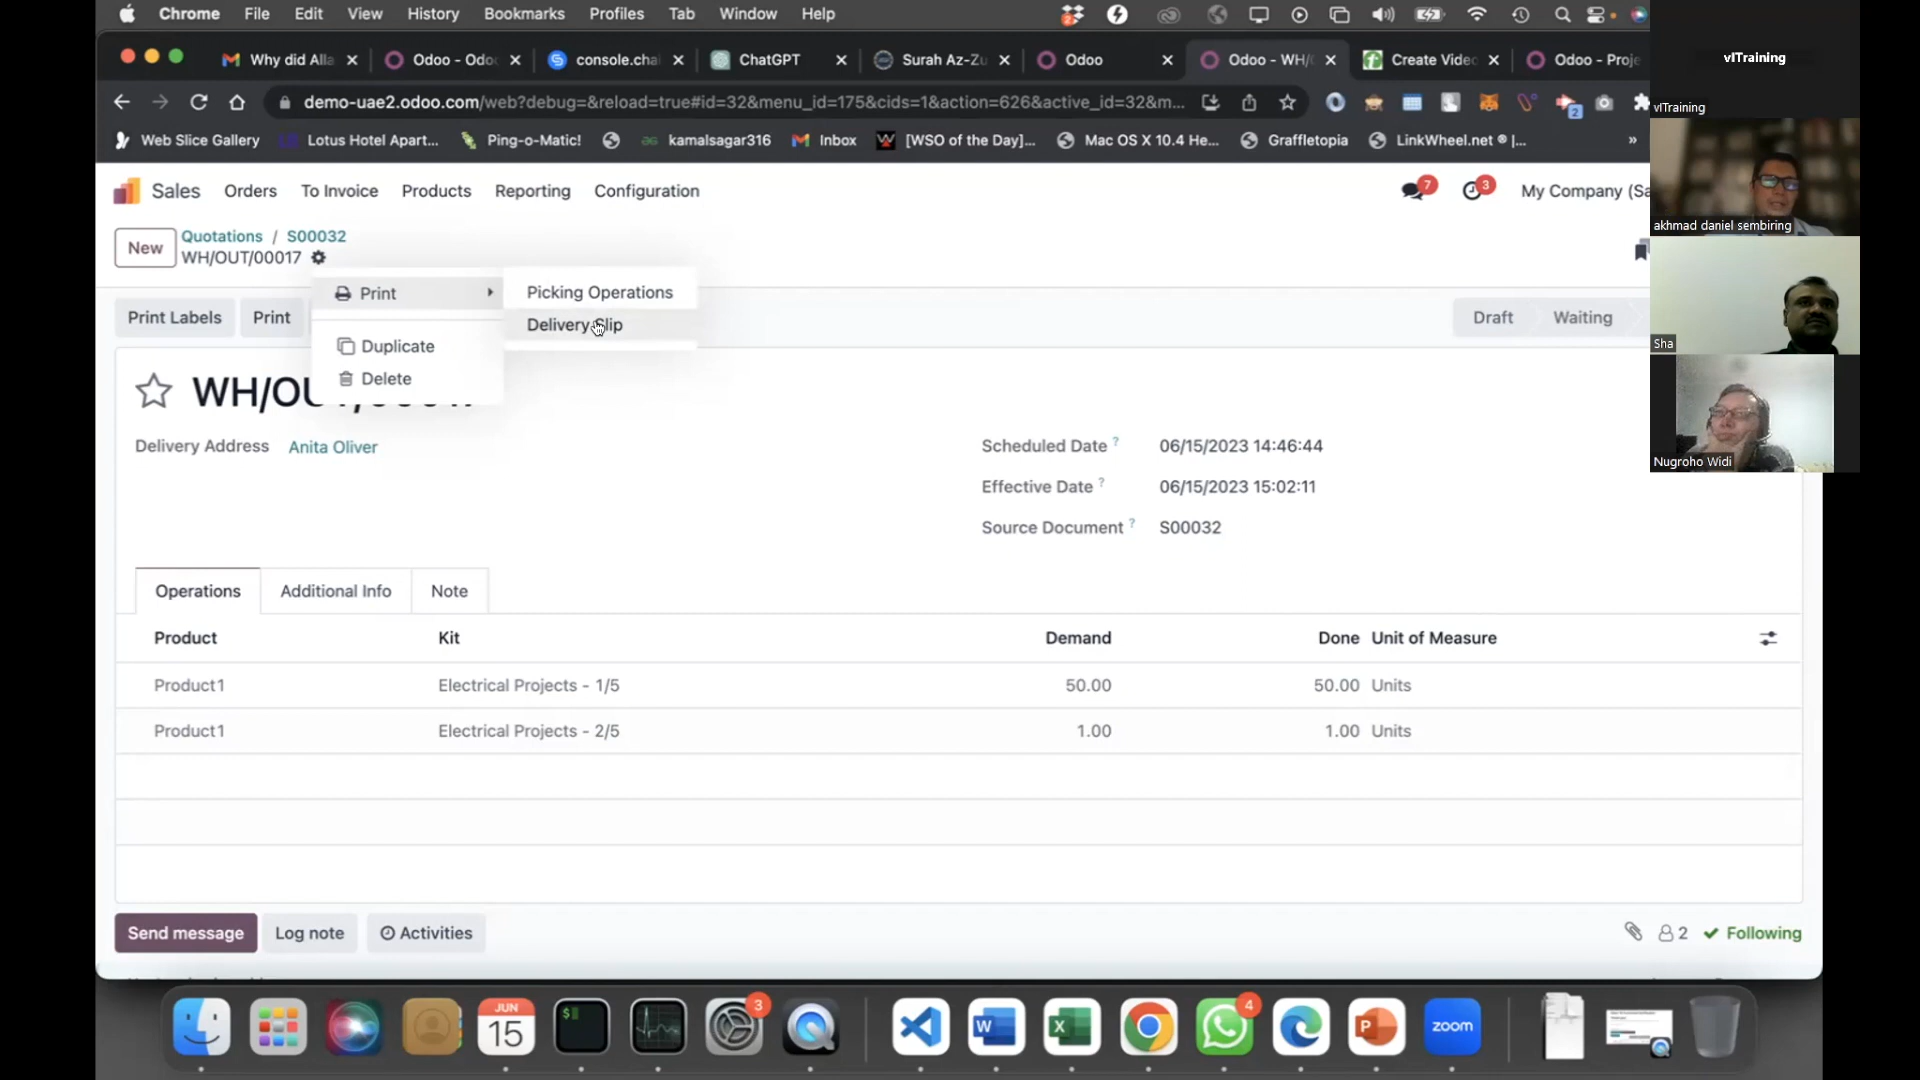 Chrome File Edit View History Bookmarks Profiles Tab Window Help
Why did Alla Odoo - Odo console.cha ChatGPT Surah Az-Zu Odoo Odoo - WH/ Create Video Odoo - Proje
demo-uae2.odoo.com/web?debug=&reload=true#id=32&menu_id=175&cids=1&action=626&active_id=32&m... 2
Web Slice Gallery Lotus Hotel Apart... Ping-o-Matic! kamalsagar316 Inbox [WSO of the Day]... Mac OS X 10.4 He... Graffletopia LinkWheel.net ® |... »
Sales Orders To Invoice Products Reporting Configuration 7 3 My Company (Sa
New Quotations / S00032
WH/OUT/00017
Print Labels Print Draft Waiting
Print
Duplicate
Delete
Picking Operations
Delivery Slip
WH/OUT/00017
Delivery Address Anita Oliver
Scheduled Date ? 06/15/2023 14:46:44
Effective Date ? 06/15/2023 15:02:11
Source Document ? S00032
Operations Additional Info Note
Product Kit Demand Done Unit of Measure
Product1 Electrical Projects - 1/5 50.00 50.00 Units
Product1 Electrical Projects - 2/5 1.00 1.00 Units
Send message Log note Activities 2 Following
JUN
15
$
3
W
X
4
P
zoom
vITraining
vITraining
akhmad daniel sembiring
Sha
Nugroho Widi